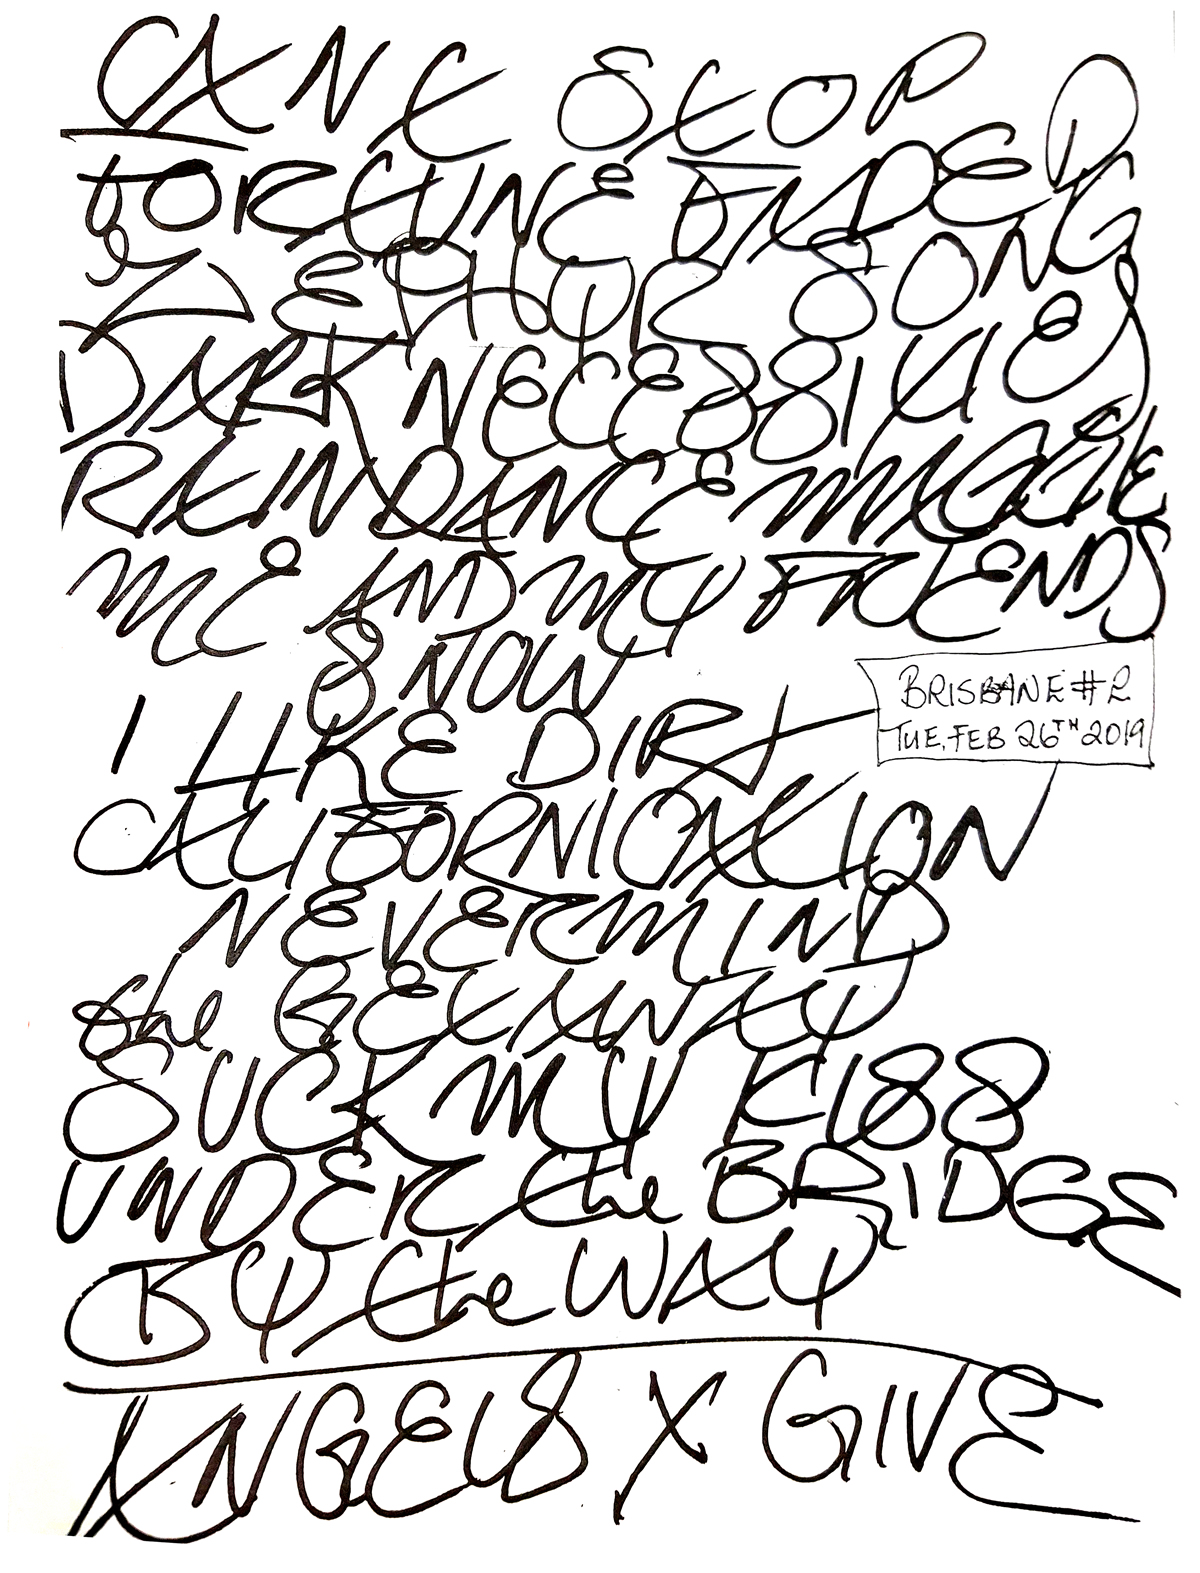 CAN'T STOP
FORTUNE FADED
ZEPHYR SONG
DARK NECESSITIES
RAIN DANCE MAGGIE
ME AND MY FRIENDS
SNOW
BRISBANE #2
TUE, FEB 26TH 2019
I LIKE DIRT
CALIFORNICATION
NEVERMIND
the GETAWAY
SUCK MY KISS
UNDER the BRIDGE
BY the WAY
ANGELS X GIVE